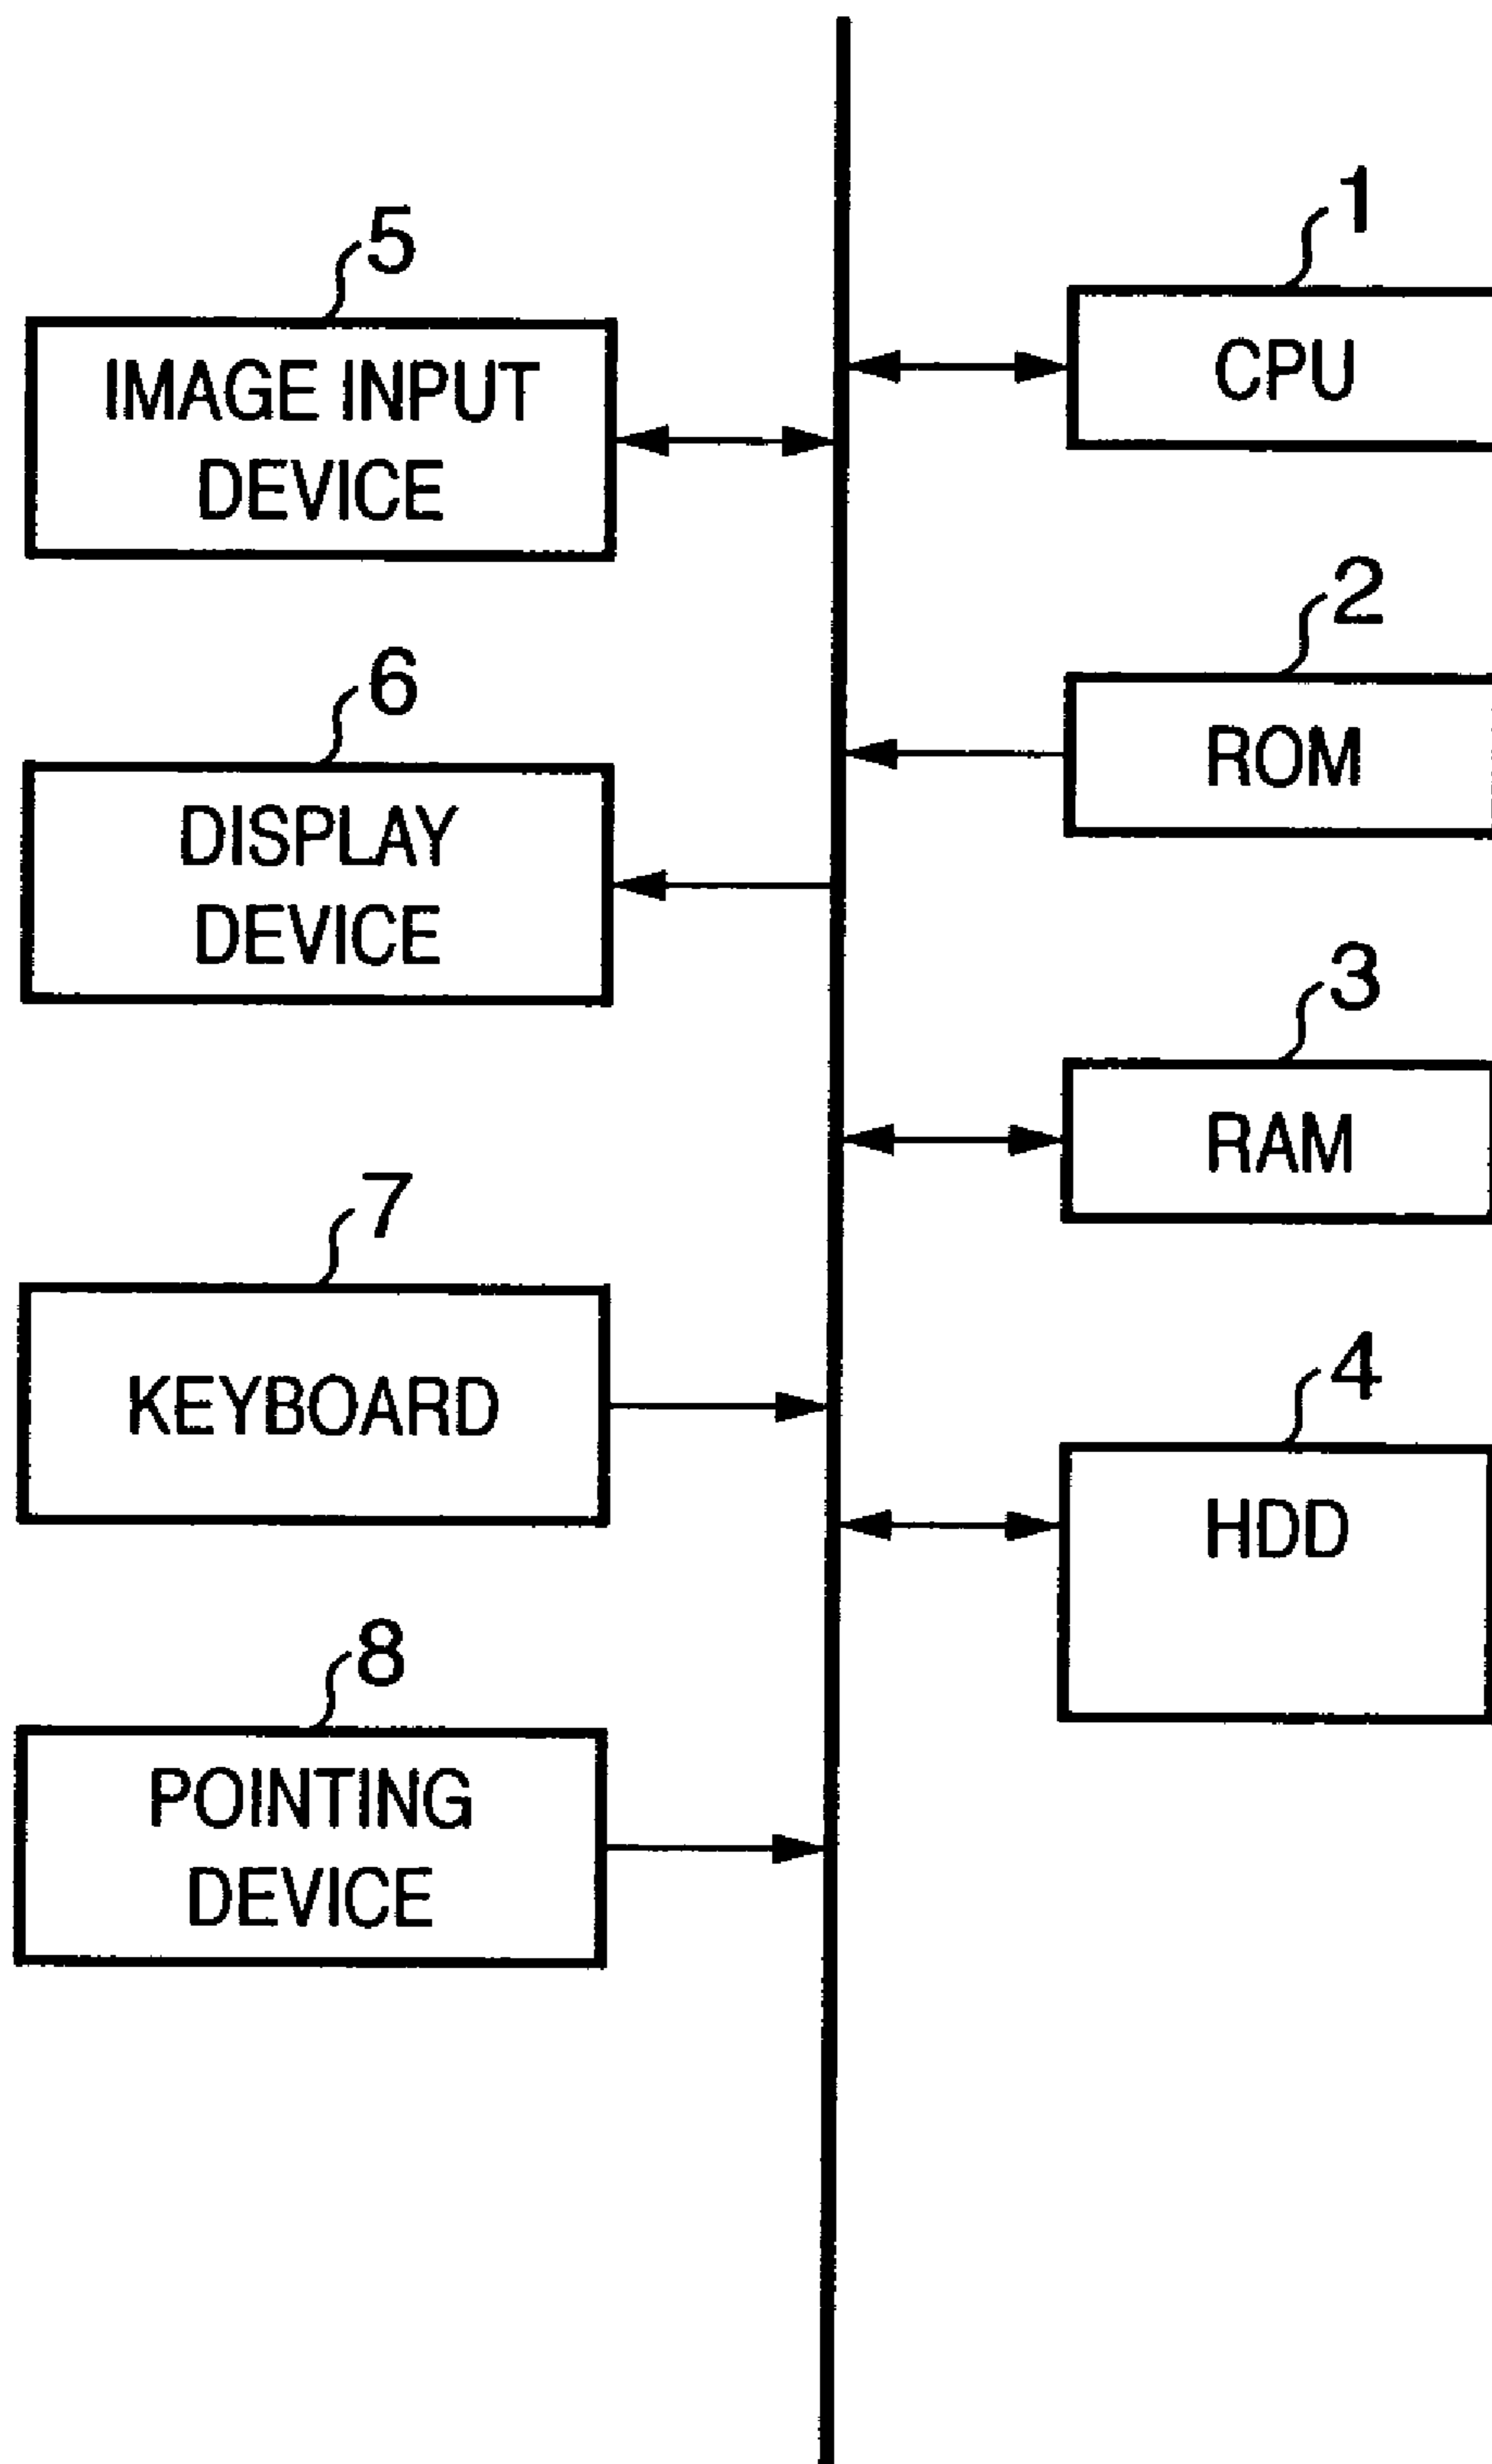 1
CPU
5
IMAGE INPUT
DEVICE
2
ROM
6
DISPLAY
DEVICE
3
RAM
7
KEYBOARD
4
HDD
8
POINTING
DEVICE